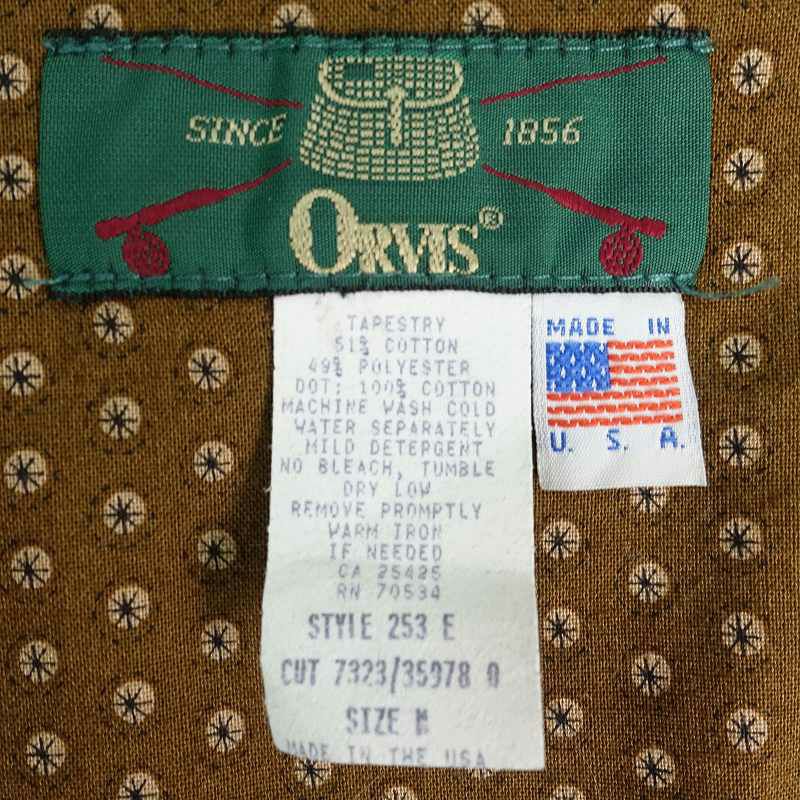 SINCE 1856
ORVIS®
TAPESTRY
51% COTTON
49% POLYESTER
DOT: 100% COTTON
MACHINE WASH COLD
WATER SEPARATELY
MILD DETERGENT
NO BLEACH, TUMBLE
DRY LOW
REMOVE PROMPTLY
WARM IRON
IF NEEDED
CA 25425
RN 70534
STYLE 253 E
CUT 7323/35978 0
SIZE M
MADE IN THE USA
MADE IN
U. S. A.